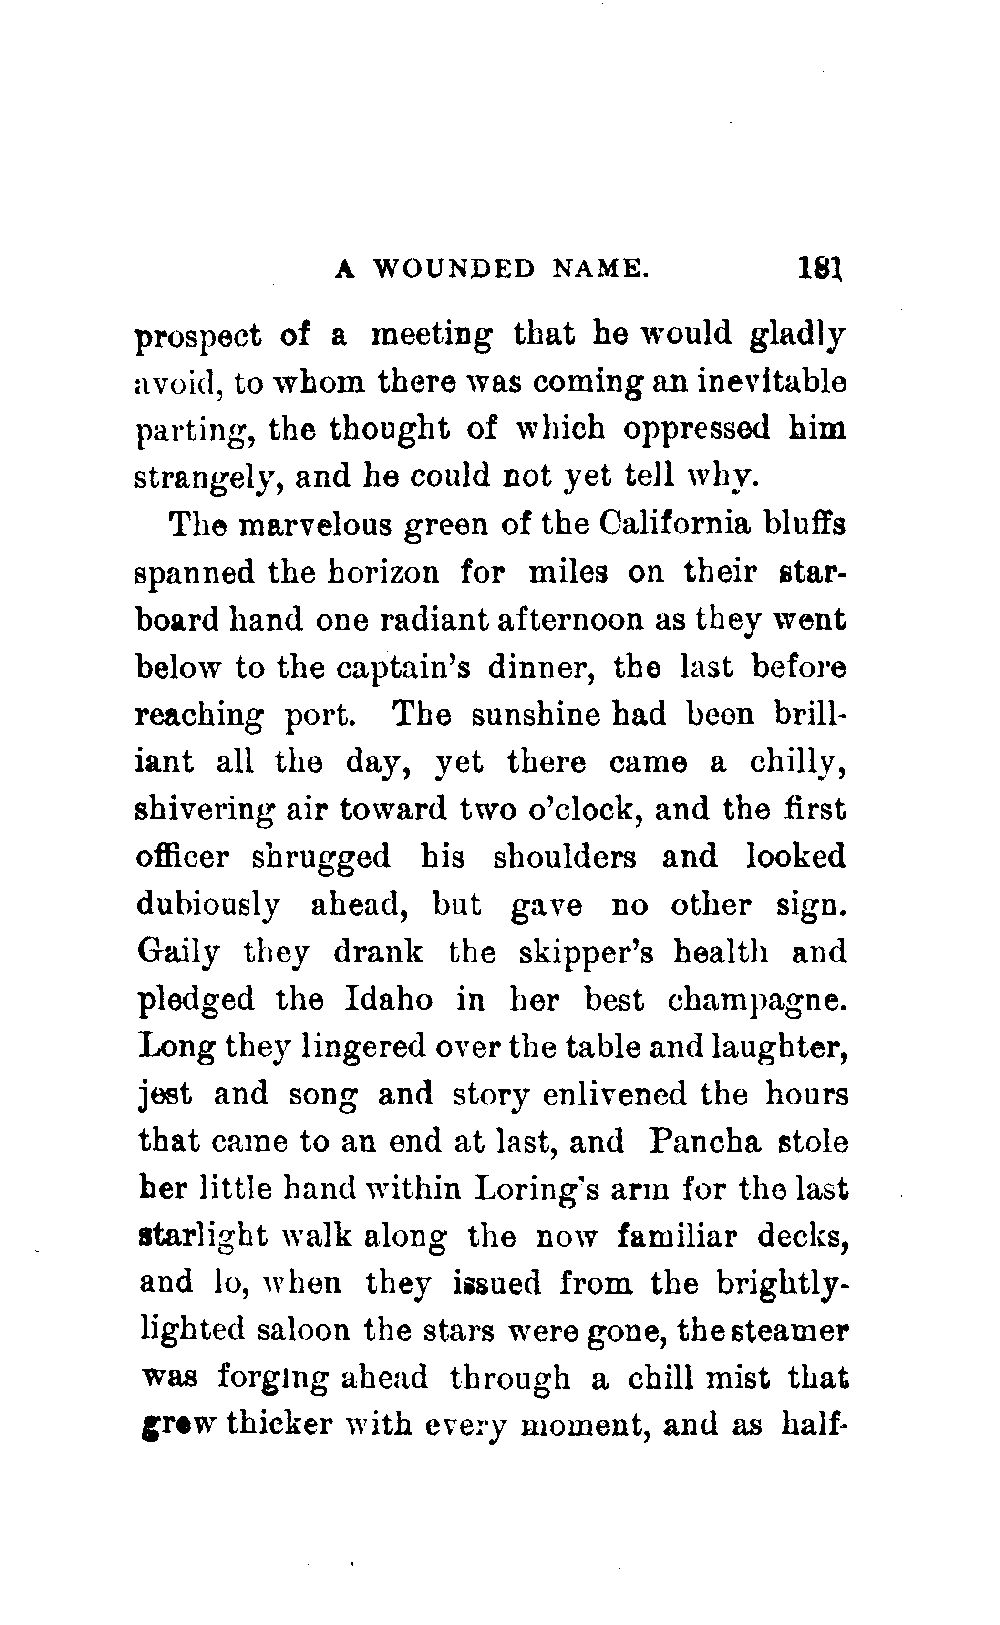 A WOUNDED NAME. 181
prospect of a meeting that he would gladly
avoid, to whom there was coming an inevitable
parting, the thought of which oppressed him
strangely, and he could not yet tell why.
The marvelous green of the California bluffs
spanned the horizon for miles on their star-
board hand one radiant afternoon as they went
below to the captain's dinner, the last before
reaching port. The sunshine had been brill-
iant all the day, yet there came a chilly,
shivering air toward two o'clock, and the first
officer shrugged his shoulders and looked
dubiously ahead, but gave no other sign.
Gaily they drank the skipper's health and
pledged the Idaho in her best champagne.
Long they lingered over the table and laughter,
jest and song and story enlivened the hours
that came to an end at last, and Pancha stole
her little hand within Loring's arm for the last
starlight walk along the now familiar decks,
and lo, when they issued from the brightly-
lighted saloon the stars were gone, the steamer
was forging ahead through a chill mist that
grew thicker with every moment, and as half-